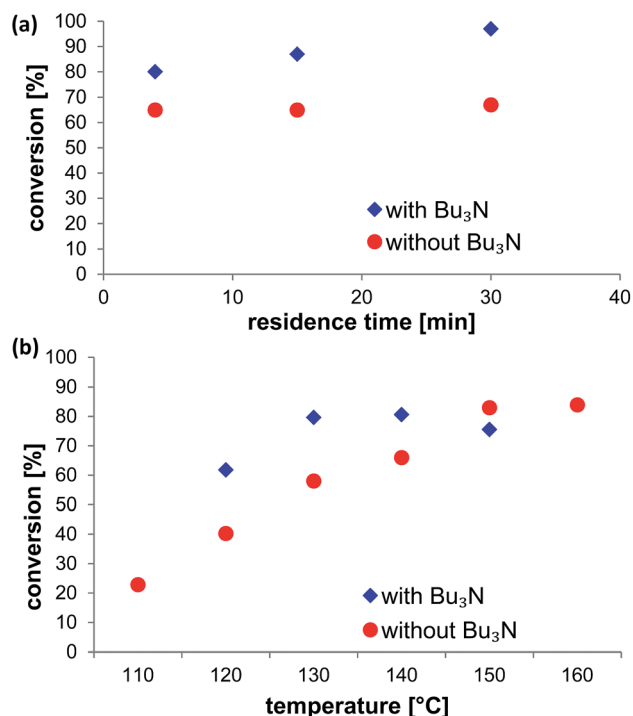 (a)
conversion [%]
100
90
80
70
60
50
40
30
20
10
0
with Bu₃N
without Bu₃N
0 10 20 30 40
residence time [min]
(b)
conversion [%]
100
90
80
70
60
50
40
30
20
10
0
with Bu₃N
without Bu₃N
110 120 130 140 150 160
temperature [°C]